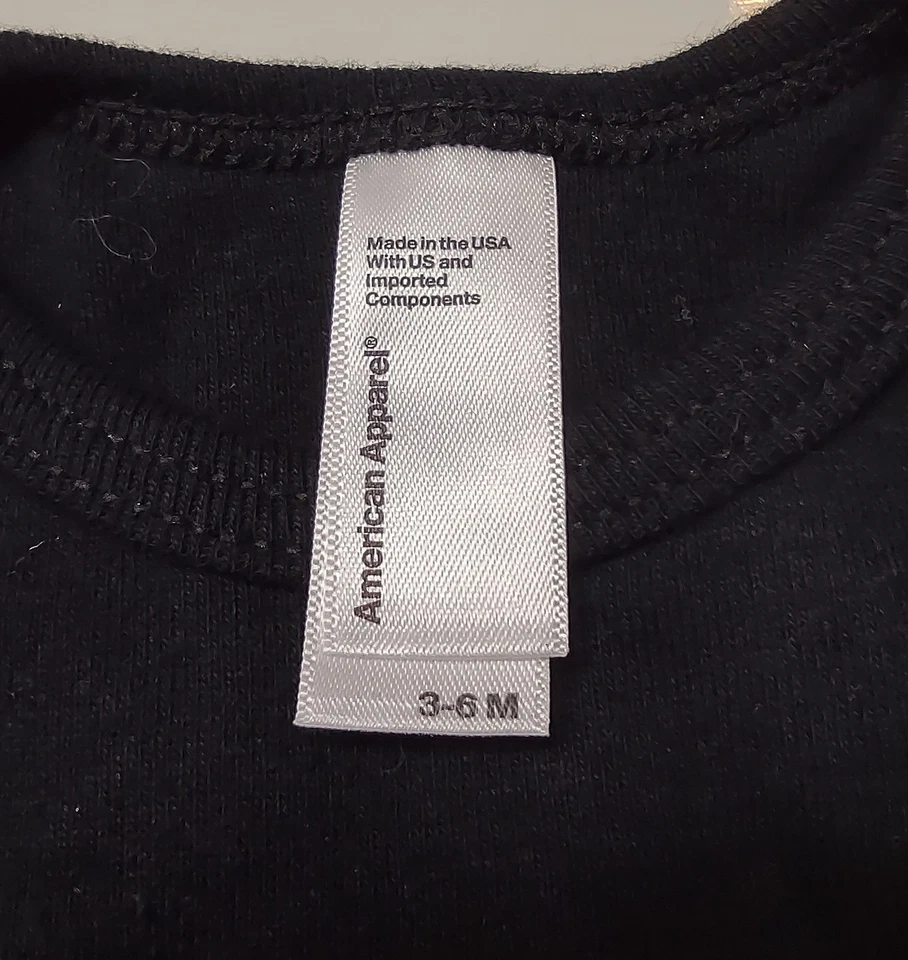 Made in the USA
With US and
Imported
Components
American Apparel®
3-6 M